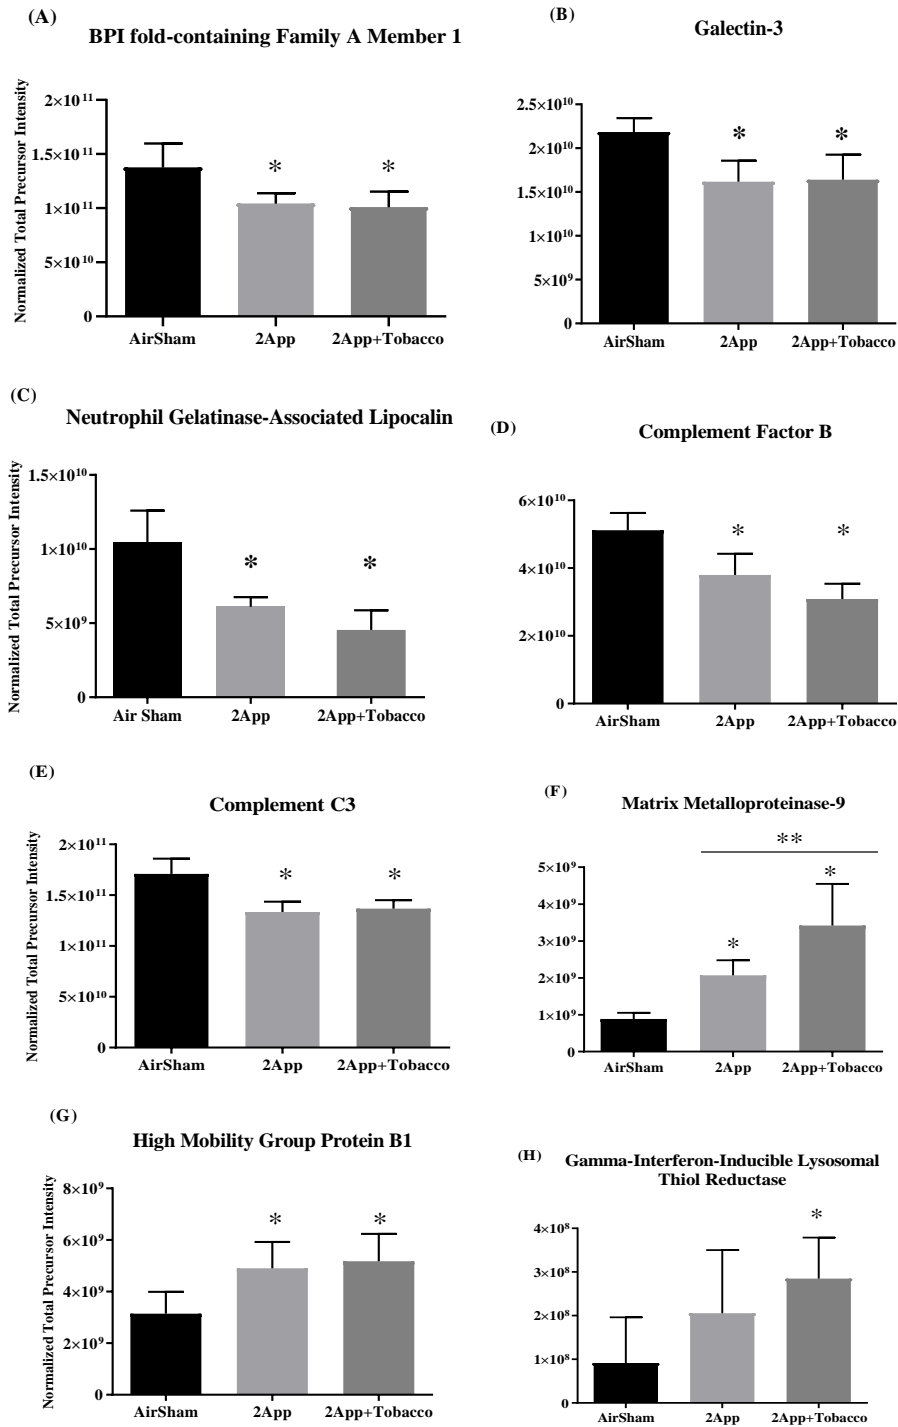 (A)
BPI fold-containing Family A Member 1
Normalized Total Precursor Intensity
2×10¹¹
1.5×10¹¹
1×10¹¹
5×10¹⁰
0
*
*
AirSham
2App
2App+Tobacco
(B)
Galectin-3
2.5×10¹⁰
2×10¹⁰
1.5×10¹⁰
1×10¹⁰
5×10⁹
0
*
*
AirSham
2App
2App+Tobacco
(C)
Neutrophil Gelatinase-Associated Lipocalin
Normalized Total Precursor Intensity
1.5×10¹⁰
1×10¹⁰
5×10⁹
0
*
*
Air Sham
2App
2App+Tobacco
(D)
Complement Factor B
6×10¹⁰
4×10¹⁰
2×10¹⁰
0
*
*
AirSham
2App
2App+Tobacco
(E)
Complement C3
Normalized Total Precursor Intensity
2×10¹¹
1.5×10¹¹
1×10¹¹
5×10¹⁰
0
*
*
AirSham
2App
2App+Tobacco
(F)
Matrix Metalloproteinase-9
5×10⁹
4×10⁹
3×10⁹
2×10⁹
1×10⁹
0
**
*
*
AirSham
2App
2App+Tobacco
(G)
High Mobility Group Protein B1
Normalized Total Precursor Intensity
8×10⁹
6×10⁹
4×10⁹
2×10⁹
0
*
*
AirSham
2App
2App+Tobacco
(H)
Gamma-Interferon-Inducible Lysosomal
Thiol Reductase
4×10⁸
3×10⁸
2×10⁸
1×10⁸
0
*
AirSham
2App
2App+Tobacco